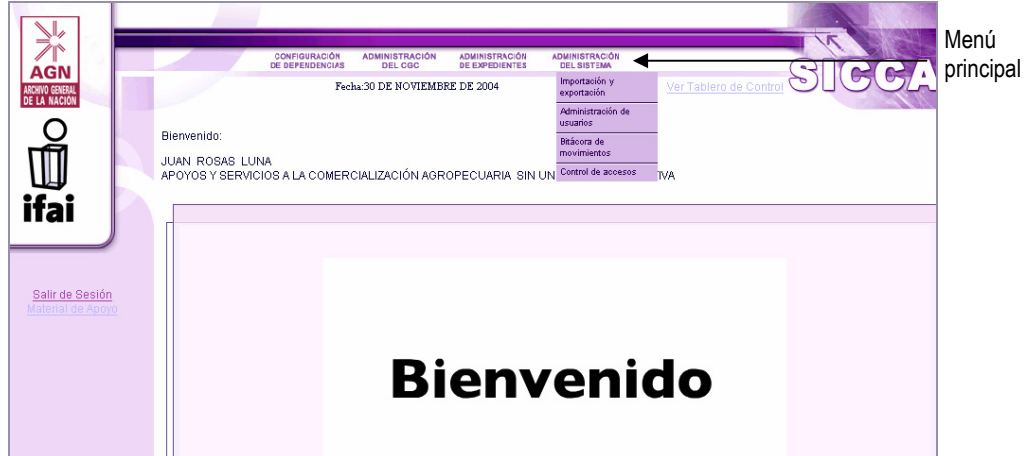 AGN
ARCHIVO GENERAL
DE LA NACIÓN
ifai
Salir de Sesión
Material de Apoyo
CONFIGURACIÓN
DE DEPENDENCIAS
ADMINISTRACIÓN
DEL CGC
ADMINISTRACIÓN
DE EXPEDIENTES
ADMINISTRACIÓN
DEL SISTEMA
Menú
principal
SICCA
Fecha:30 DE NOVIEMBRE DE 2004
Ver Tablero de Control
Importación y
exportación
Administración de
usuarios
Bitácora de
movimientos
Control de accesos
Bienvenido:
JUAN ROSAS LUNA
APOYOS Y SERVICIOS A LA COMERCIALIZACIÓN AGROPECUARIA SIN UN TIVA
Bienvenido